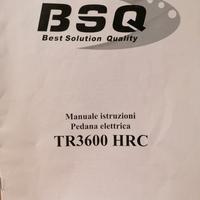 BSQ
Best Solution Quality
Manuale istruzioni
Pedana elettrica
TR3600 HRC